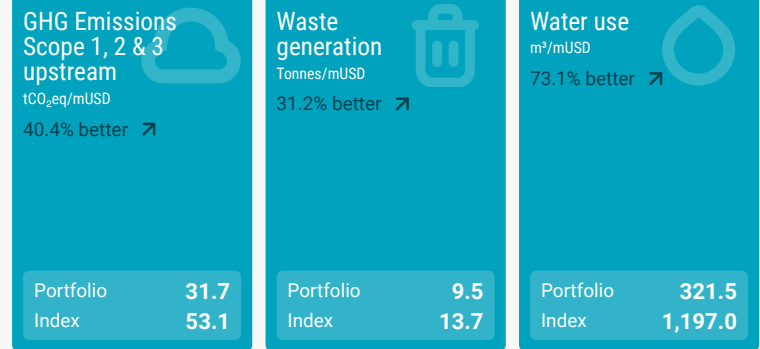 GHG Emissions
Scope 1, 2 & 3
upstream
tCO₂eq/mUSD
40.4% better
Portfolio 31.7
Index 53.1
Waste
generation
Tonnes/mUSD
31.2% better
Portfolio 9.5
Index 13.7
Water use
m³/mUSD
73.1% better
Portfolio 321.5
Index 1,197.0